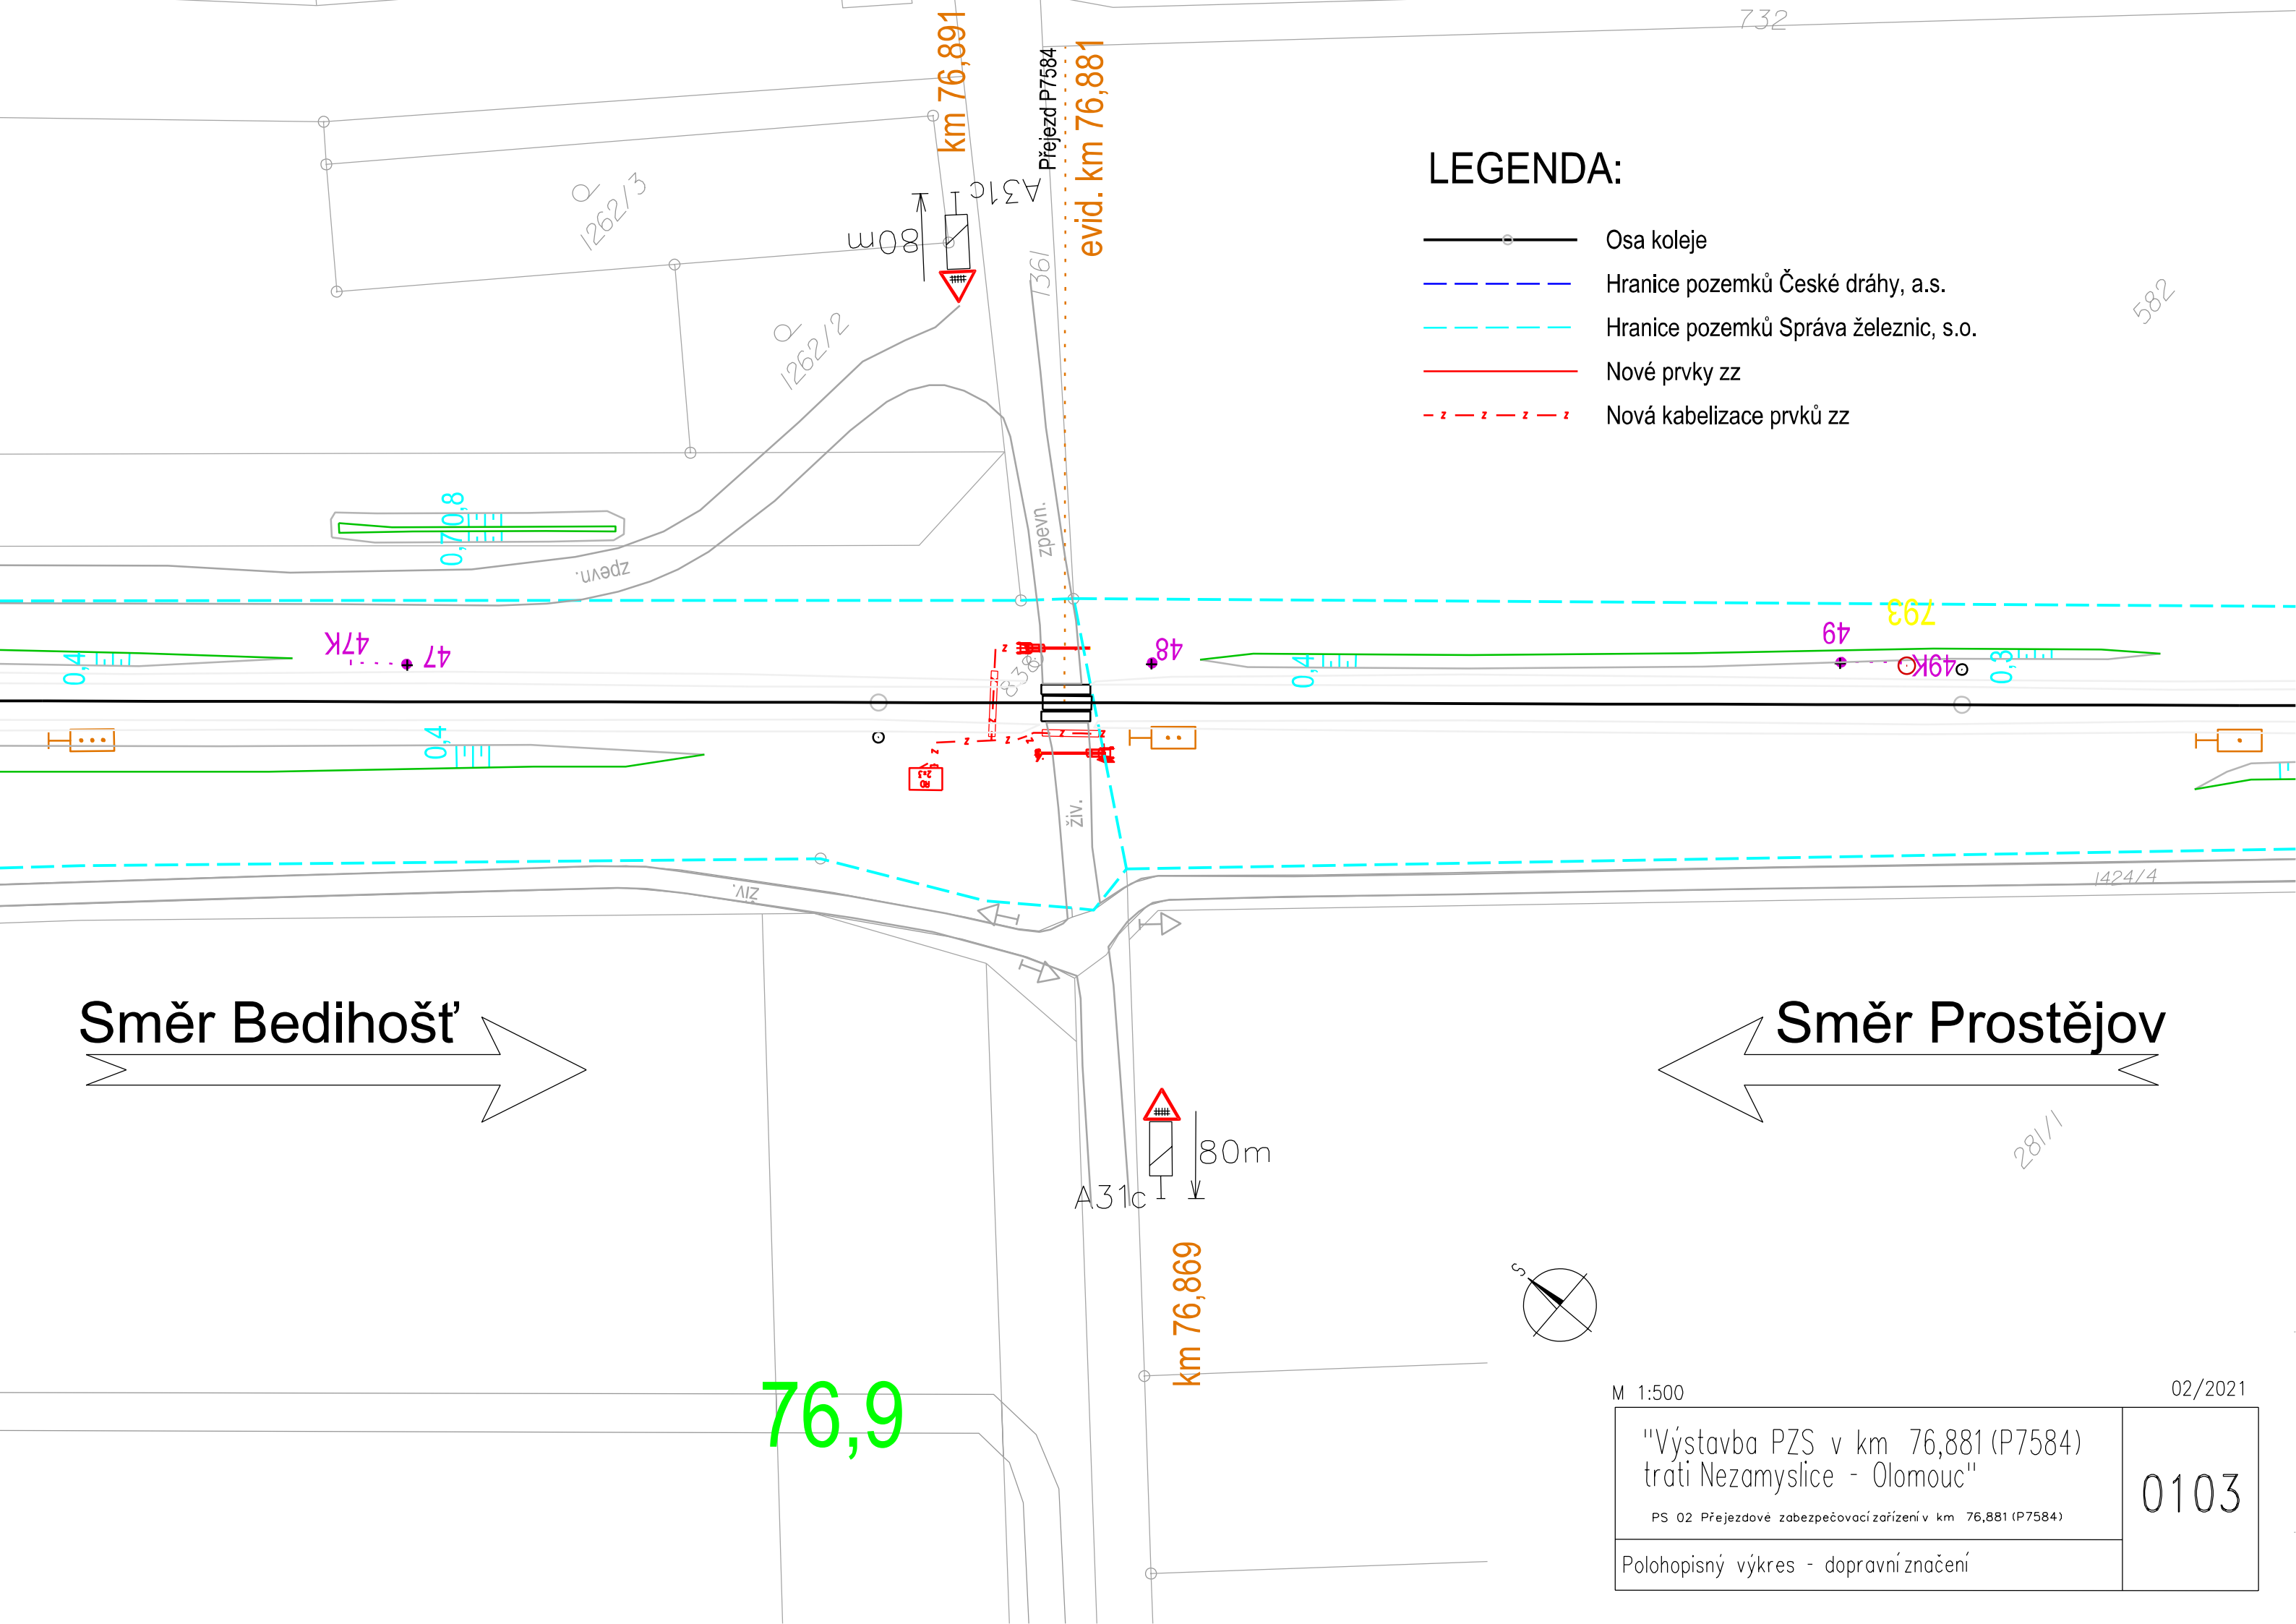 732
km 76,891
Přejezd P7584
evid. km 76,881
LEGENDA:
Osa koleje
Hranice pozemků České dráhy, a.s.
Hranice pozemků Správa železnic, s.o.
Nové prvky zz
z z z z
Nová kabelizace prvků zz
A31c
80m
1262/3
1262/2
1361
582
0,8
0,7
zpevn.
zpevn.
47K
47
48
49
793
49K
0,4
0,4
0,3
838
0,4
živ.
živ.
1424/4
Směr Bedihošť
Směr Prostějov
80m
A31c
281/1
km 76,869
S
76,9
M 1:500
02/2021
"Výstavba PZS v km 76,881 (P7584)
trati Nezamyslice - Olomouc"
0103
PS 02 Přejezdové zabezpečovací zařízení v km 76,881 (P7584)
Polohopisný výkres - dopravní značení